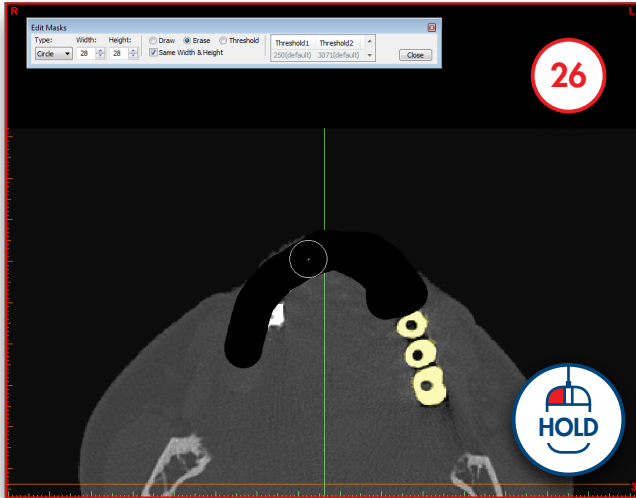 R
L
Edit Masks
Type: Width: Height:
Circle 28 28
Draw Erase Threshold
Same Width & Height
Threshold1 Threshold2
250(default) 3071(default)
Close
26
HOLD